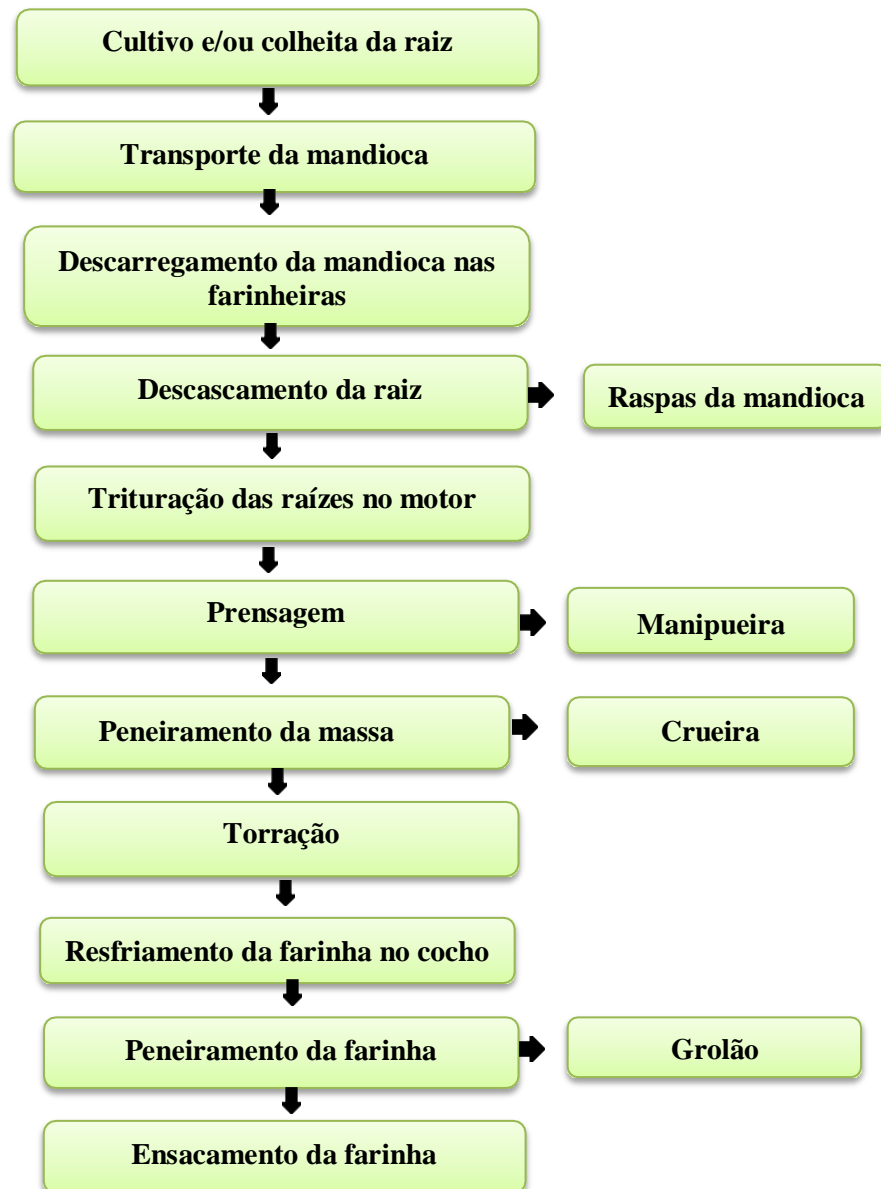 Cultivo e/ou colheita da raiz
Transporte da mandioca
Descarregamento da mandioca nas
farinheiras
Descascamento da raiz
Raspas da mandioca
Trituração das raízes no motor
Prensagem
Manipueira
Peneiramento da massa
Crueira
Torração
Resfriamento da farinha no cocho
Peneiramento da farinha
Grolão
Ensacamento da farinha